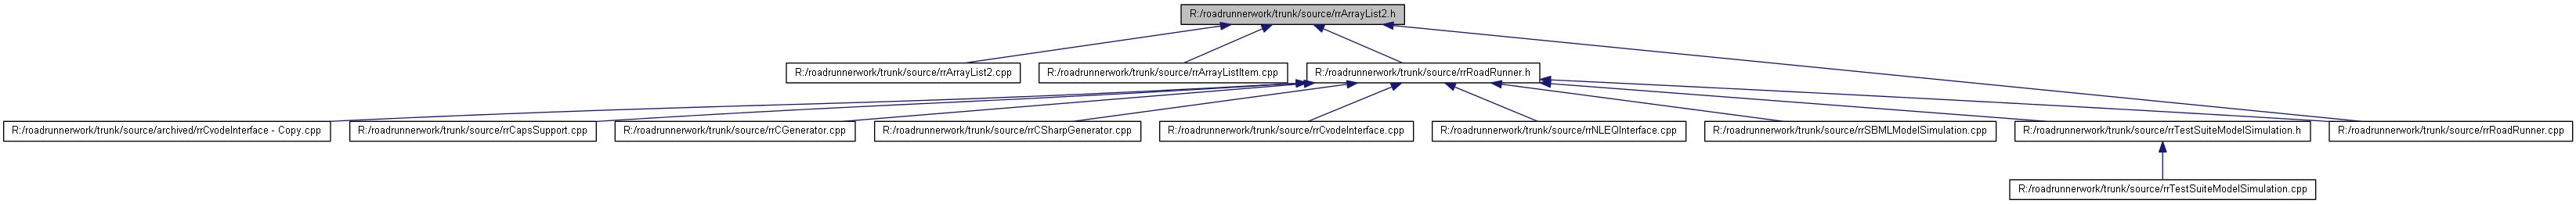 R:/roadrunnerwork/trunk/source/rrArrayList2.h
R:/roadrunnerwork/trunk/source/rrArrayList2.cpp
R:/roadrunnerwork/trunk/source/rrArrayListItem.cpp
R:/roadrunnerwork/trunk/source/rrRoadRunner.h
R:/roadrunnerwork/trunk/source/archived/rrCvodeInterface - Copy.cpp
R:/roadrunnerwork/trunk/source/rrCapsSupport.cpp
R:/roadrunnerwork/trunk/source/rrCGenerator.cpp
R:/roadrunnerwork/trunk/source/rrCSharpGenerator.cpp
R:/roadrunnerwork/trunk/source/rrCvodeInterface.cpp
R:/roadrunnerwork/trunk/source/rrNLEQInterface.cpp
R:/roadrunnerwork/trunk/source/rrSBMLModelSimulation.cpp
R:/roadrunnerwork/trunk/source/rrTestSuiteModelSimulation.h
R:/roadrunnerwork/trunk/source/rrRoadRunner.cpp
R:/roadrunnerwork/trunk/source/rrTestSuiteModelSimulation.cpp